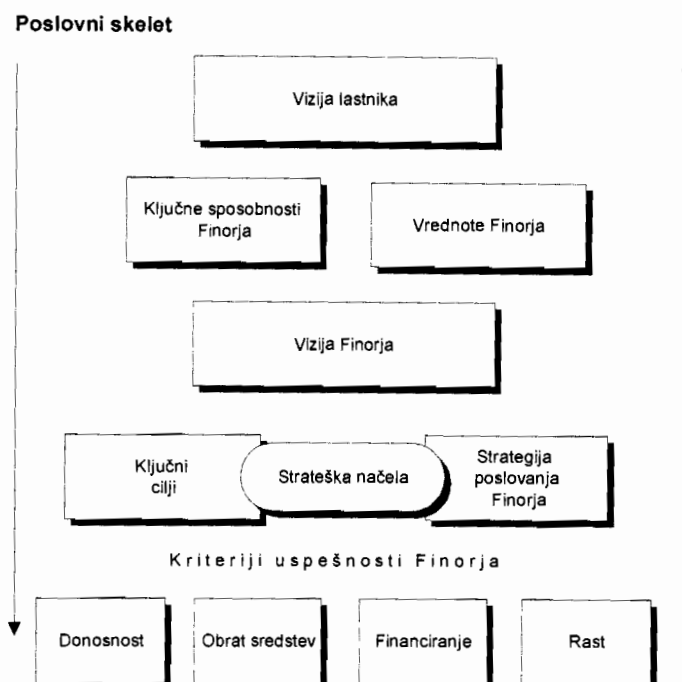 Poslovni skelet
Vizija lastnika
Ključne sposobnosti
Finorja
Vrednote Finorja
Vizija Finorja
Ključni
cilji
Strateška načela
Strategija
poslovanja
Finorja
Kriteriji uspešnosti Finorja
Donosnost
Obrat sredstev
Financiranje
Rast